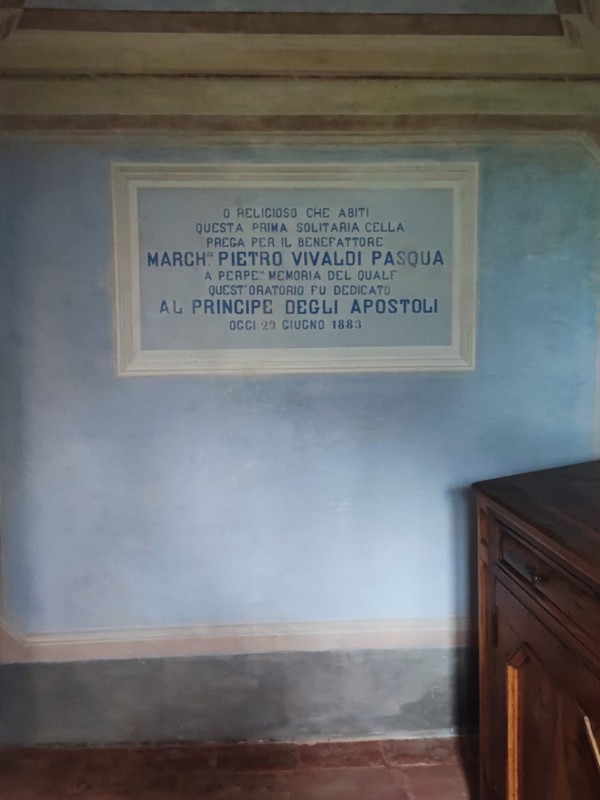 O RELIGIOSO CHE ABITI
QUESTA PRIMA SOLITARIA CELLA
PREGA PER IL BENEFATTORE
MARCH.SE PIETRO VIVALDI PASQUA
A PERPE.TA MEMORIA DEL QUALE
QUEST'ORATORIO FU DEDICATO
AL PRINCIPE DEGLI APOSTOLI
OGGI 29 GIUGNO 1883